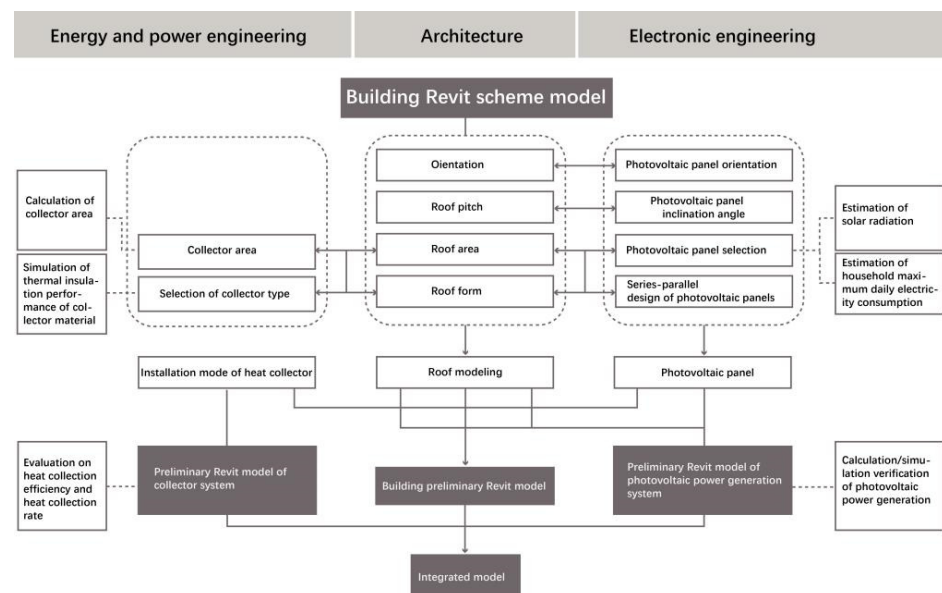 Energy and power engineering
Architecture
Electronic engineering
Building Revit scheme model
Oientation
Photovoltaic panel orientation
Calculation of
collector area
Roof pitch
Photovoltaic panel
inclination angle
Estimation of
solar radiation
Collector area
Roof area
Photovoltaic panel selection
Simulation of
thermal insula-
tion perfor-
mance of col-
lector material
Selection of collector type
Roof form
Series-parallel
design of photovoltaic panels
Estimation of
household maxi-
mum daily electric-
ity consumption
Installation mode of heat collector
Roof modeling
Photovoltaic panel
Evaluation on
heat collection
efficiency and
heat collection
rate
Preliminary Revit model of
collector system
Building preliminary Revit model
Preliminary Revit model of
photovoltaic power generation
system
Calculation/simu-
lation verification
of photovoltaic
power generation
Integrated model